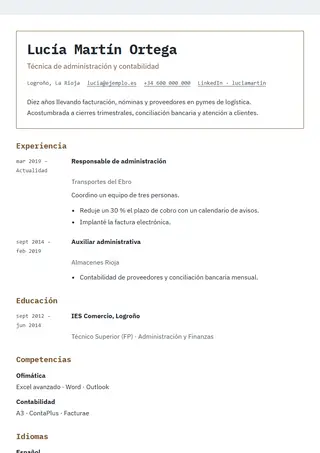 Lucía Martín Ortega
Técnica de administración y contabilidad
Logroño, La Rioja lucia@ejemplo.es +34 600 000 000 LinkedIn · luciamartin
Diez años llevando facturación, nóminas y proveedores en pymes de logística.
Acostumbrada a cierres trimestrales, conciliación bancaria y atención a clientes.
Experiencia
mar 2019 – Actualidad
Responsable de administración
Transportes del Ebro
Coordino un equipo de tres personas.
• Reduje un 30 % el plazo de cobro con un calendario de avisos.
• Implanté la factura electrónica.
sept 2014 – feb 2019
Auxiliar administrativa
Almacenes Rioja
• Contabilidad de proveedores y conciliación bancaria mensual.
Educación
sept 2012 – jun 2014
IES Comercio, Logroño
Técnico Superior (FP) · Administración y Finanzas
Competencias
Ofimática
Excel avanzado · Word · Outlook
Contabilidad
A3 · ContaPlus · Facturae
Idiomas
Español